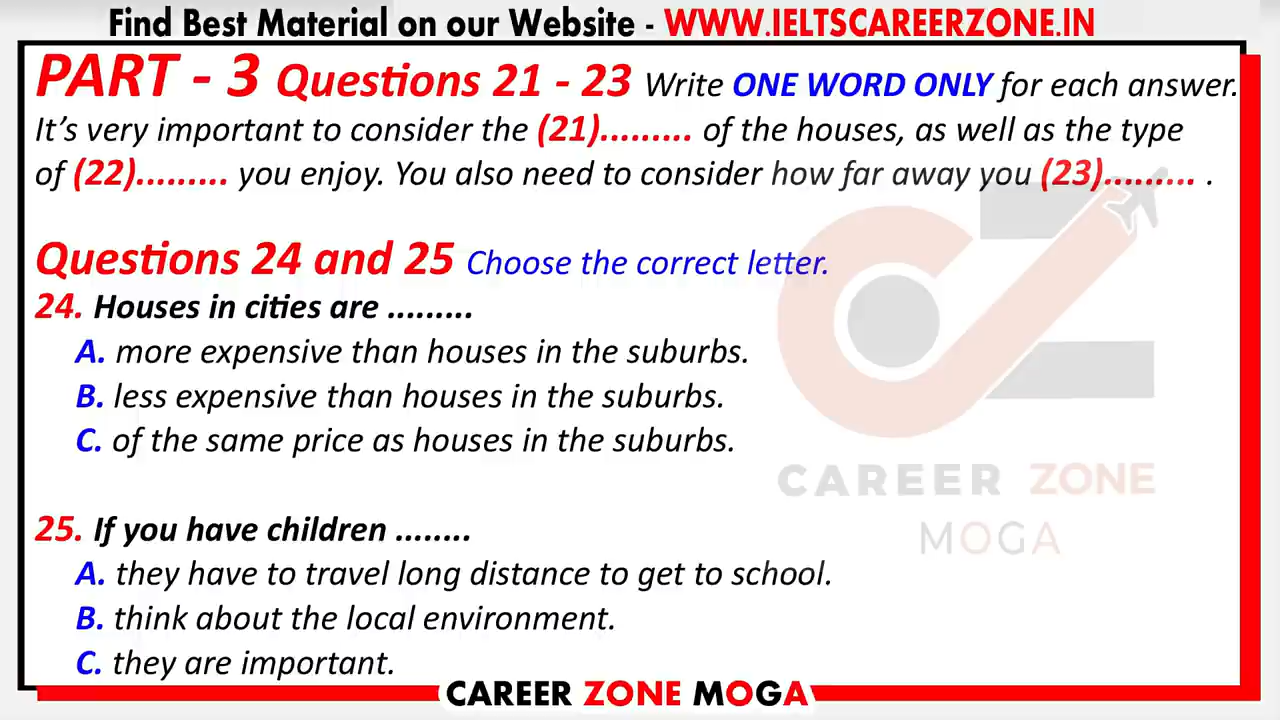 Find Best Material on our Website - WWW.IELTSCAREERZONE.IN
PART - 3 Questions 21 - 23 Write ONE WORD ONLY for each answer.
It's very important to consider the (21)......... of the houses, as well as the type
of (22)......... you enjoy. You also need to consider how far away you (23)......... .
Questions 24 and 25 Choose the correct letter.
24. Houses in cities are .........
A. more expensive than houses in the suburbs.
B. less expensive than houses in the suburbs.
C. of the same price as houses in the suburbs.
CAREER ZONE
MOGA
25. If you have children ........
A. they have to travel long distance to get to school.
B. think about the local environment.
C. they are important.
CAREER ZONE MOGA